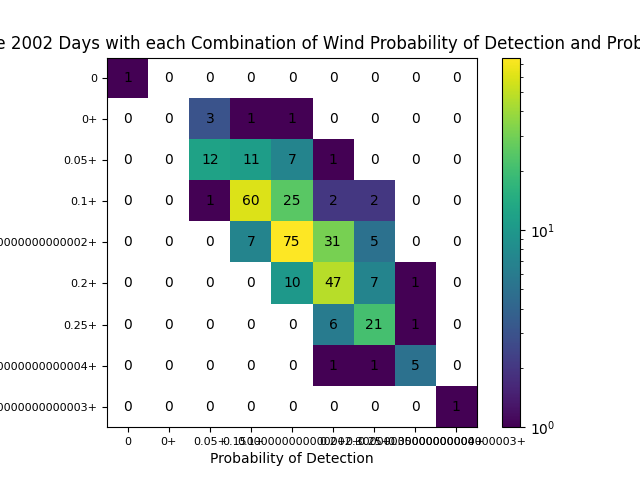 e 2002 Days with each Combination of Wind Probability of Detection and Prob
0 1 0 0 0 0 0 0 0 0
0+ 0 0 3 1 1 0 0 0 0
0.05+ 0 0 12 11 7 1 0 0 0
0.1+ 0 0 1 60 25 2 2 0 0
0000000000002+ 0 0 0 7 75 31 5 0 0
0.2+ 0 0 0 0 10 47 7 1 0
0.25+ 0 0 0 0 0 6 21 1 0
0000000000004+ 0 0 0 0 0 1 1 5 0
0000000000003+ 0 0 0 0 0 0 0 0 1
0 0+ 0.05+
Probability of Detection
10¹
10⁰